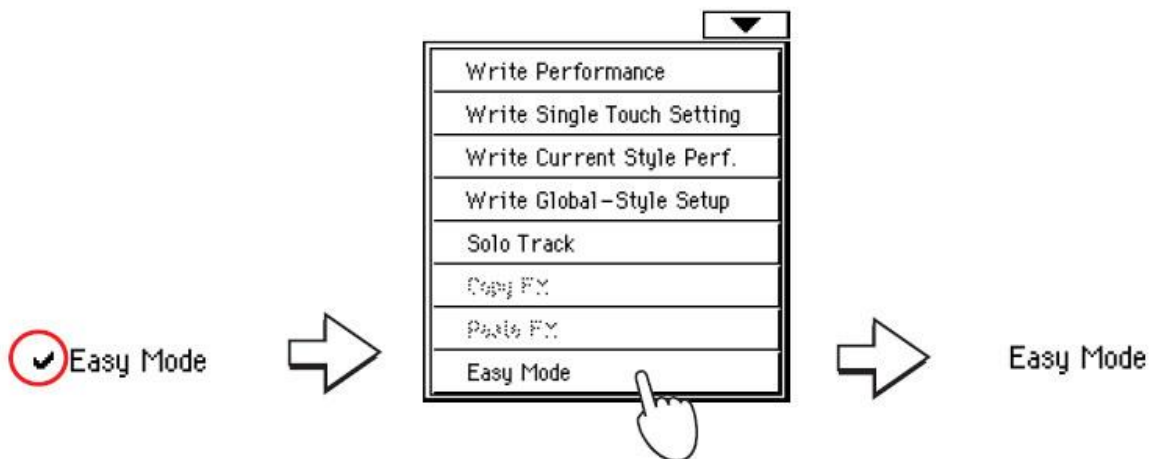 Write Performance
Write Single Touch Setting
Write Current Style Perf.
Write Global-Style Setup
Solo Track
Copy FX
Paste FX
Easy Mode
Easy Mode
Easy Mode